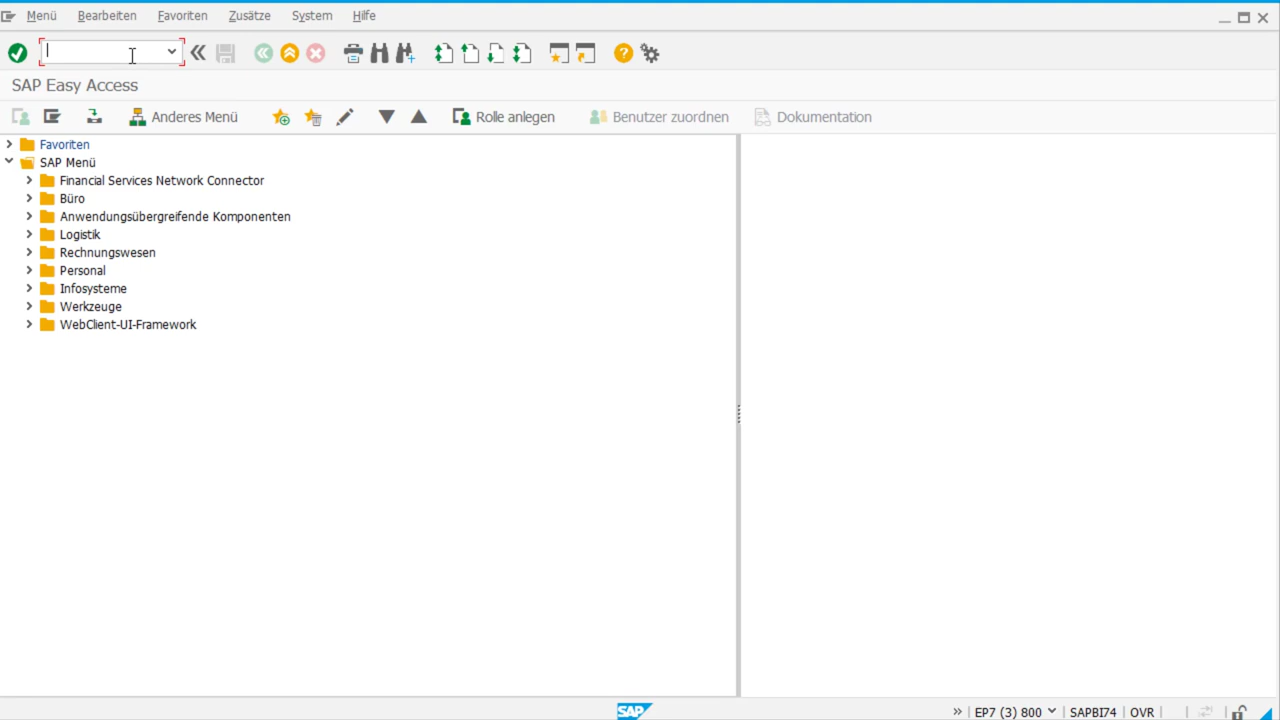 Menü Bearbeiten Favoriten Zusätze System Hilfe
SAP Easy Access
Anderes Menü Rolle anlegen Benutzer zuordnen Dokumentation
Favoriten
SAP Menü
Financial Services Network Connector
Büro
Anwendungsübergreifende Komponenten
Logistik
Rechnungswesen
Personal
Infosysteme
Werkzeuge
WebClient-UI-Framework
SAP EP7 (3) 800 SAPBI74 OVR